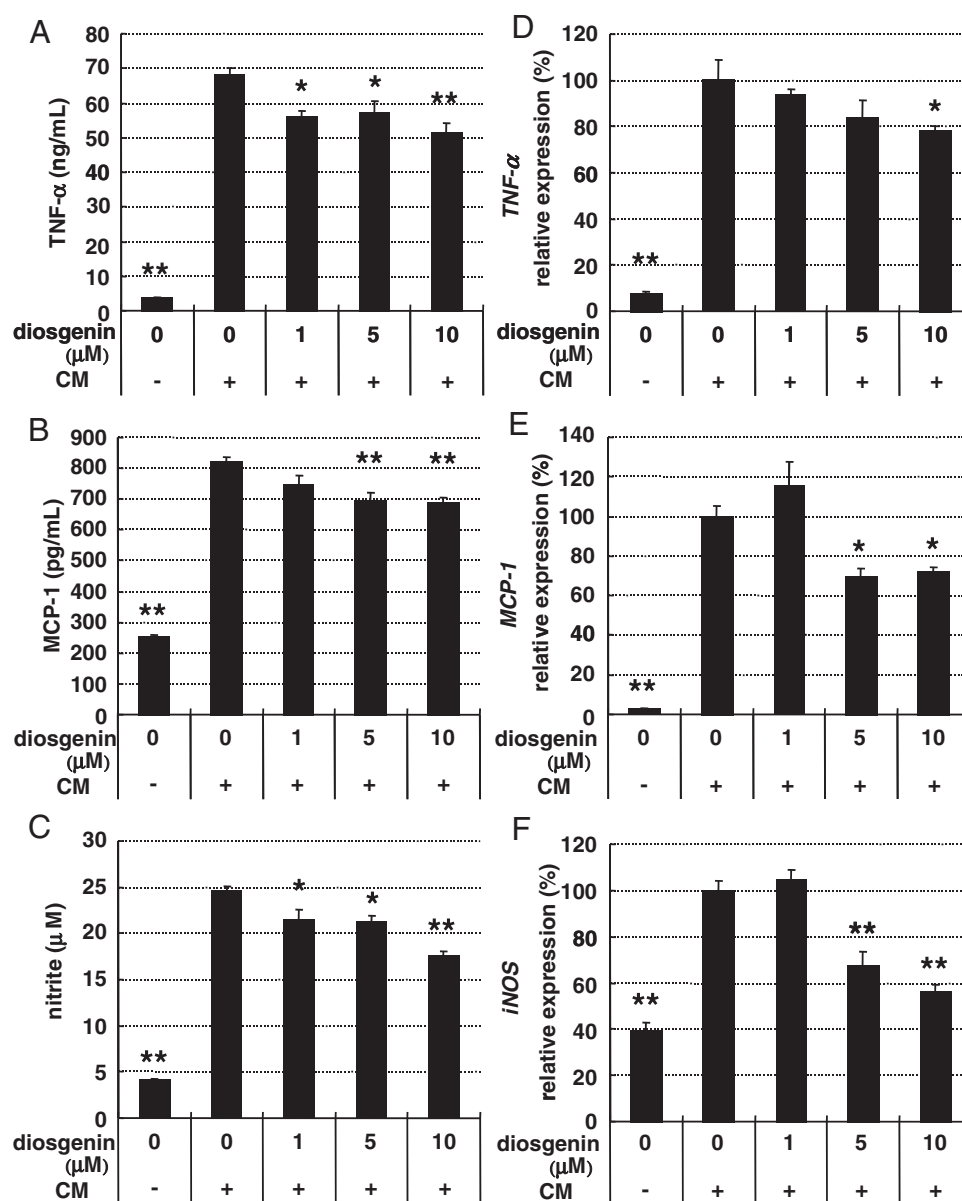 A
TNF-α (ng/mL)
80
70
60
50
40
30
20
10
0
**
*
*
**
diosgenin 0 0 1 5 10
(μM)
CM - + + + +
B
MCP-1 (pg/mL)
900
800
700
600
500
400
300
200
100
0
**
**
**
diosgenin 0 0 1 5 10
(μM)
CM - + + + +
C
nitrite (μM)
30
25
20
15
10
5
0
**
*
*
**
diosgenin 0 0 1 5 10
(μM)
CM - + + + +
D
TNF-α
relative expression (%)
120
100
80
60
40
20
0
**
*
diosgenin 0 0 1 5 10
(μM)
CM - + + + +
E
MCP-1
relative expression (%)
140
120
100
80
60
40
20
0
**
*
*
diosgenin 0 0 1 5 10
(μM)
CM - + + + +
F
iNOS
relative expression (%)
120
100
80
60
40
20
0
**
**
**
diosgenin 0 0 1 5 10
(μM)
CM - + + + +